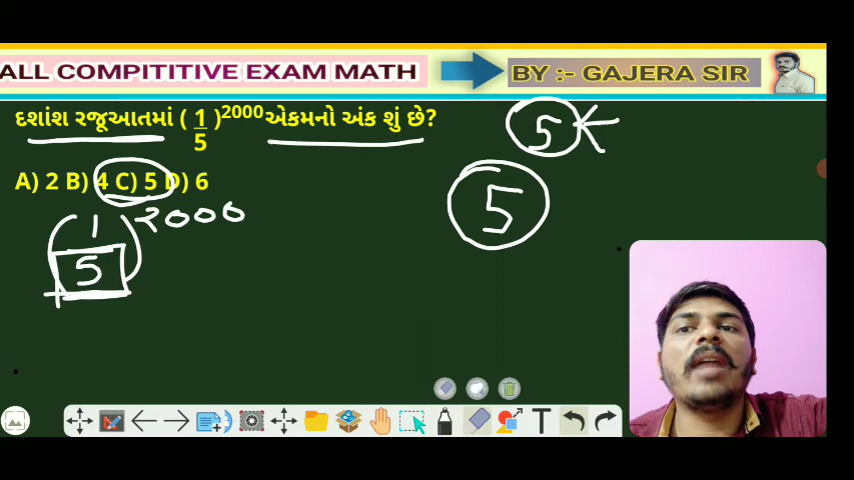 ALL COMPITITIVE EXAM MATH
BY :- GAJERA SIR
દશાંશ રજૂઆતમાં ( 1/5 )2000 એકમનો અંક શું છે?
A) 2 B) 4 C) 5 D) 6
5
5
( 1/5 )૨000
T